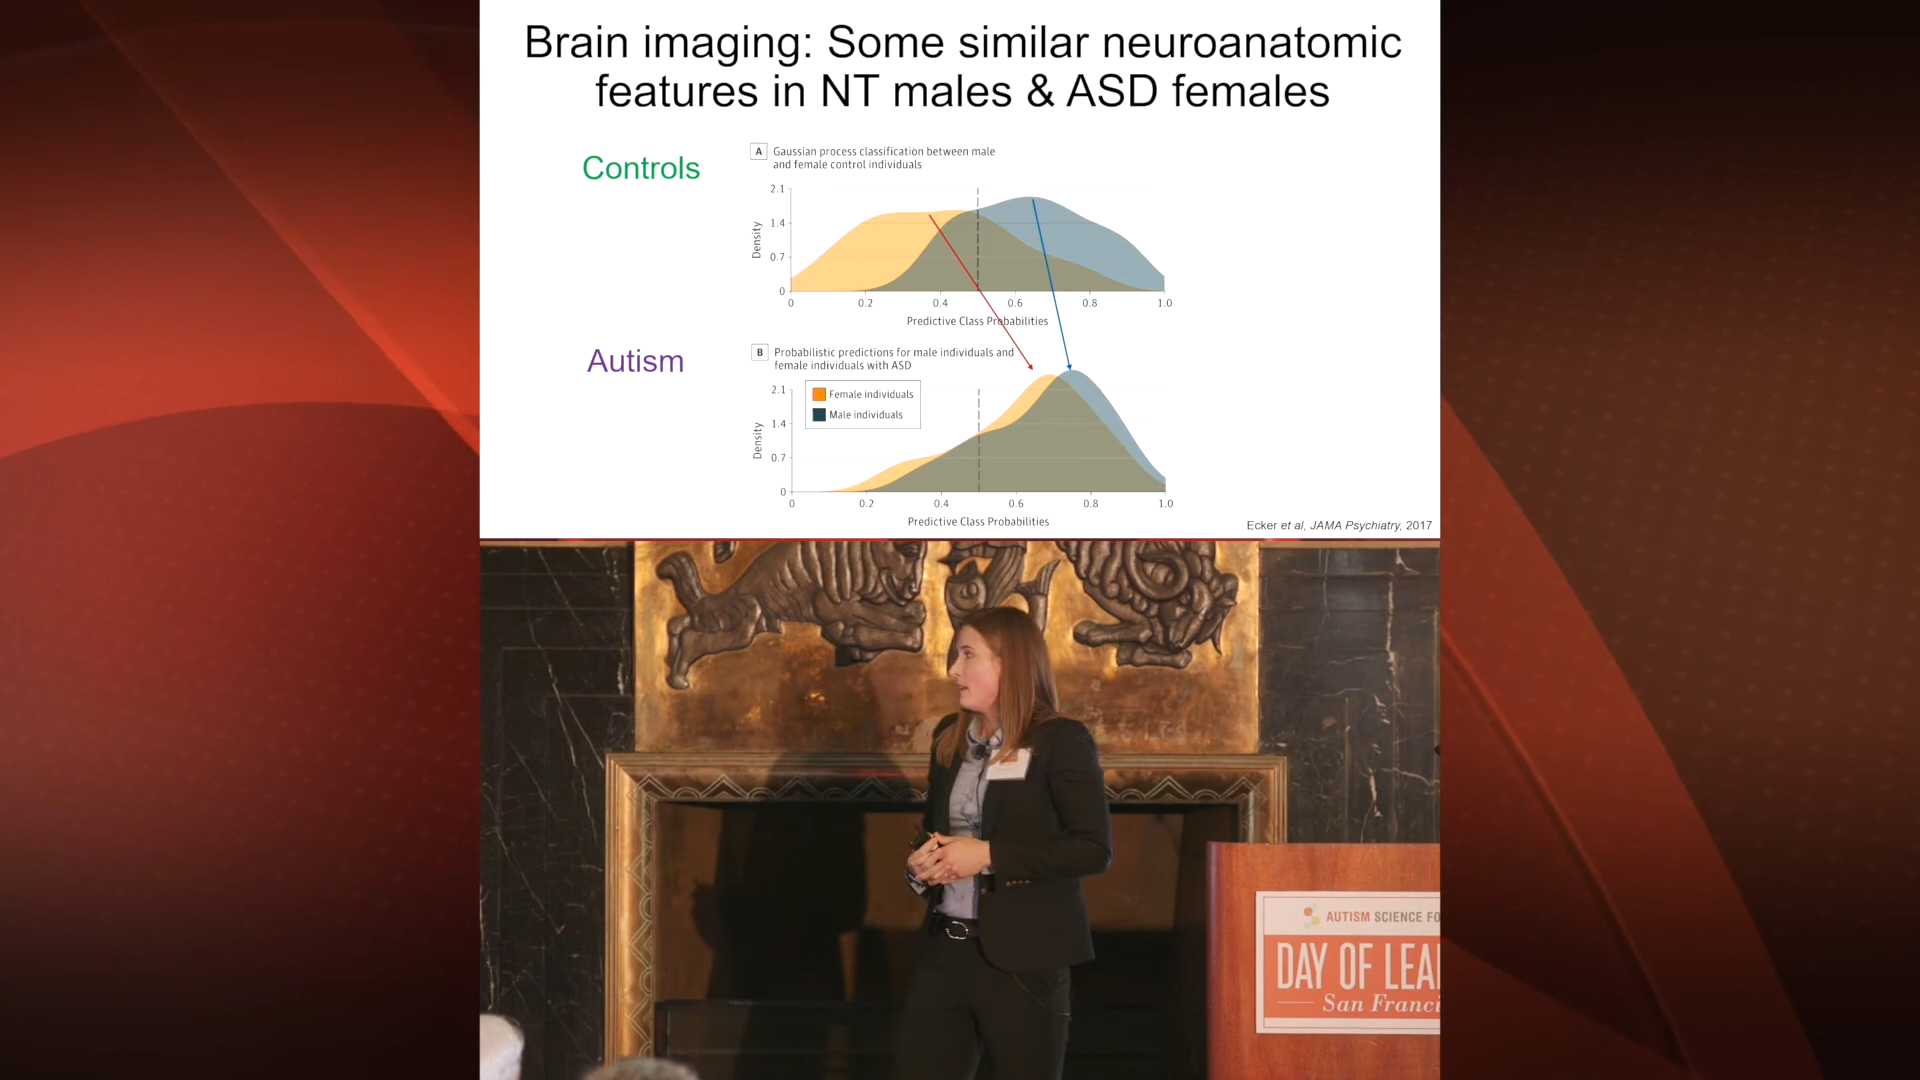 Brain imaging: Some similar neuroanatomic
features in NT males & ASD females
Controls
A Gaussian process classification between male
and female control individuals
2.1
1.4
0.7
0
Density
0 0.2 0.4 0.6 0.8 1.0
Predictive Class Probabilities
Autism
B Probabilistic predictions for male individuals and
female individuals with ASD
Female individuals
Male individuals
2.1
1.4
0.7
0
Density
0 0.2 0.4 0.6 0.8 1.0
Predictive Class Probabilities
Ecker et al, JAMA Psychiatry, 2017
AUTISM SCIENCE FO
DAY OF LEA
San Franci